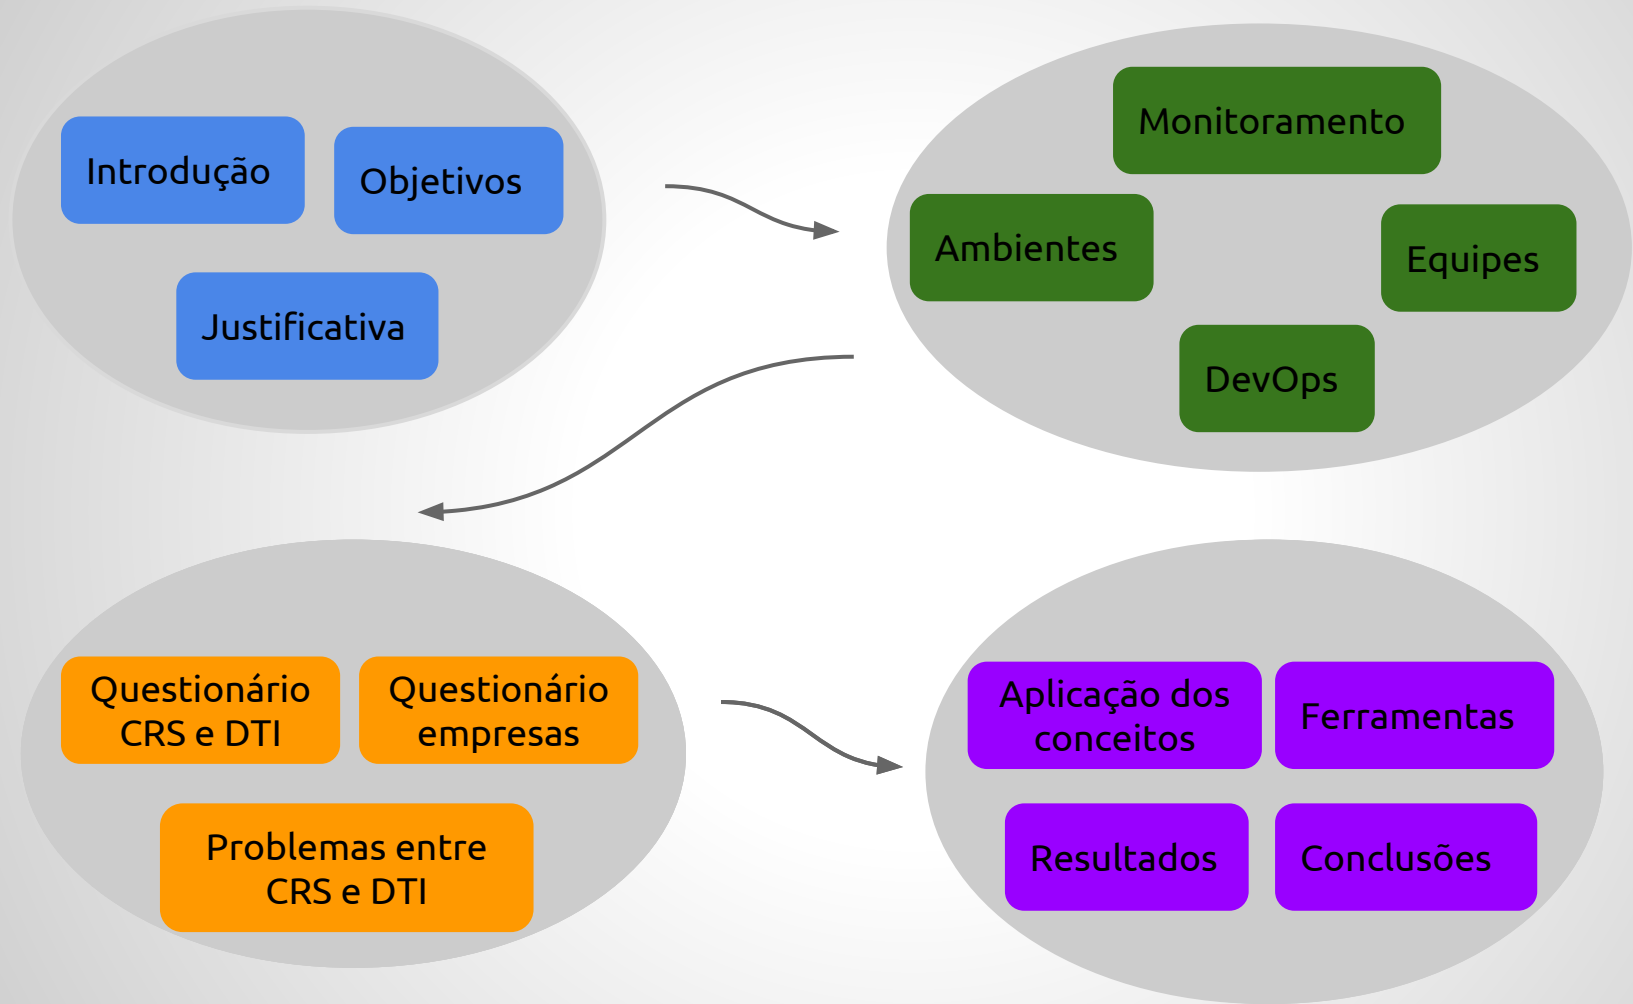 Introdução
Objetivos
Justificativa
Monitoramento
Ambientes
Equipes
DevOps
Questionário
CRS e DTI
Questionário
empresas
Problemas entre
CRS e DTI
Aplicação dos
conceitos
Ferramentas
Resultados
Conclusões